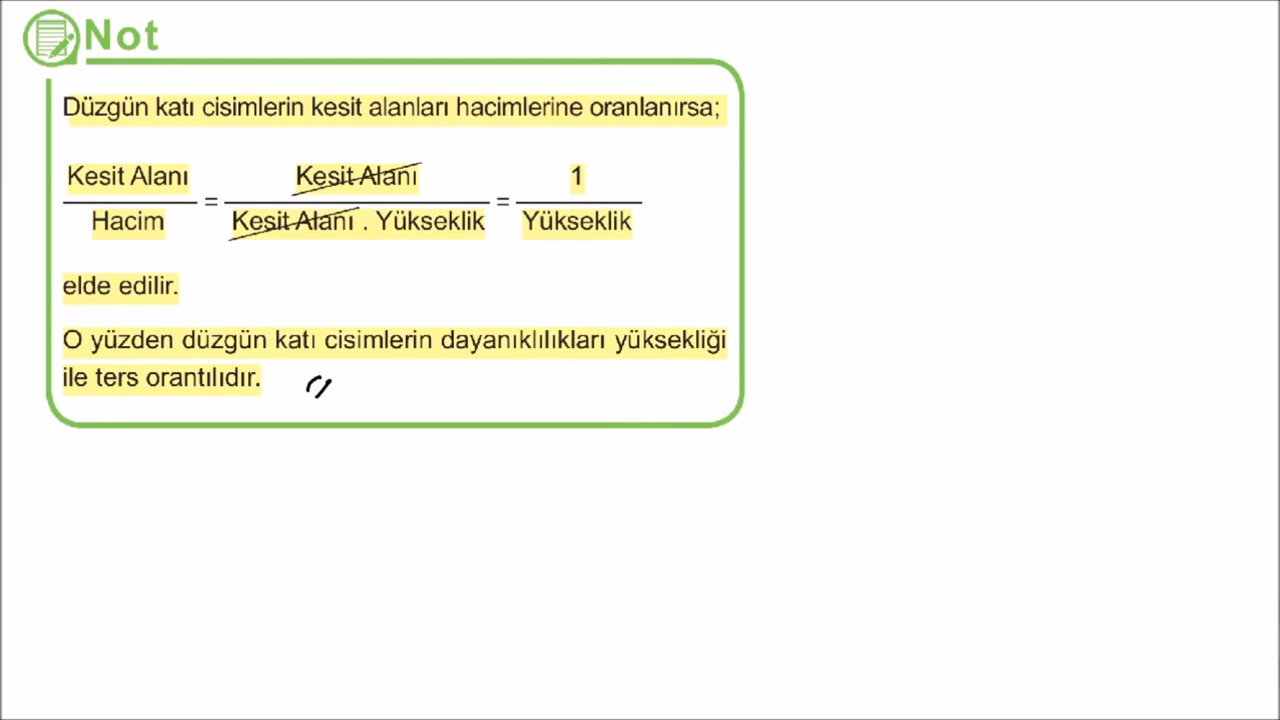 Not
Düzgün katı cisimlerin kesit alanları hacimlerine oranlanırsa;
Kesit Alanı / Hacim = Kesit Alanı / Kesit Alanı . Yükseklik = 1 / Yükseklik
elde edilir.
O yüzden düzgün katı cisimlerin dayanıklılıkları yüksekliği
ile ters orantılıdır.